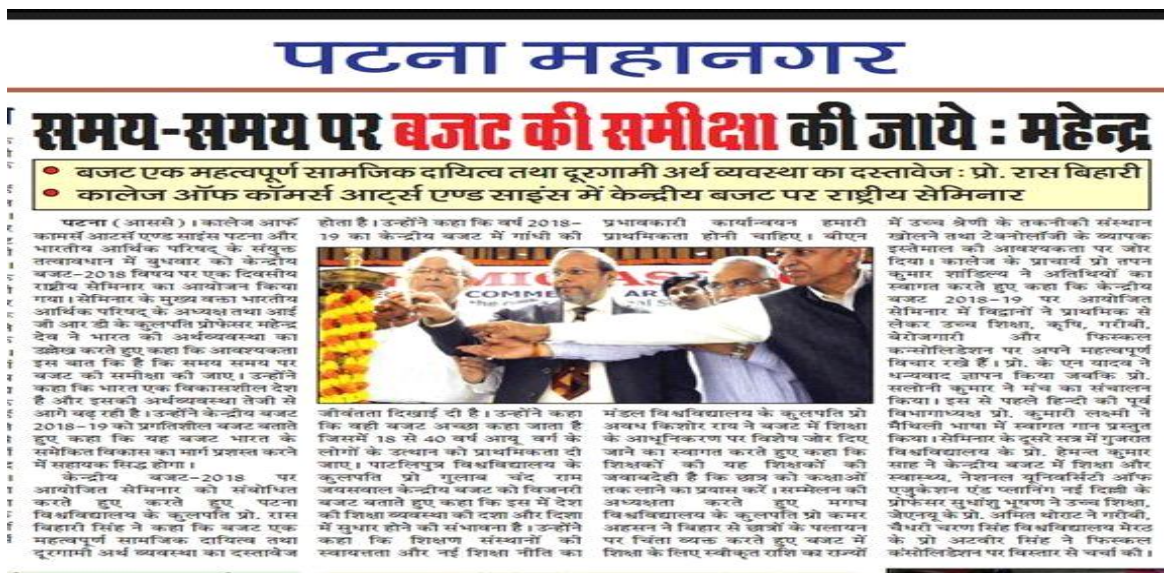 पटना महानगर
समय-समय पर बजट की समीक्षा की जाये : महेन्द्र
बजट एक महत्वपूर्ण सामजिक दायित्व तथा दूरगामी अर्थ व्यवस्था का दस्तावेज : प्रो. रास बिहारी
कालेज ऑफ कॉमर्स आर्ट्स एण्ड साइंस में केन्द्रीय बजट पर राष्ट्रीय सेमिनार
पटना (आससे)। कालेज आफॅ
कामर्स आटर्स एण्ड साइंस पटना और
भारतीय आर्थिक परिषद के संयुक्त
तत्वावधान में बुधवार को केन्द्रीय
बजट-2018 विषय पर एक दिवसीय
राष्ट्रीय सेमिनार का आयोजन किया
गया। सेमिनार के मुख्य वक्ता भारतीय
आर्थिक परिषद् के अध्यक्ष तथा आई
जी आर डी के कुलपति प्रोफेसर महेन्द्र
देव ने भारत की अर्थव्यवस्था का
उल्लेख करते हुए कहा कि आवश्यकता
इस बात कि है कि समय समय पर
बजट की समीक्षा की जाए। उन्होंने
कहा कि भारत एक विकासशील देश
है और इसकी अर्थव्यवस्था तेजी से
आगे बढ़ रही है। उन्होंने केन्द्रीय बजट
2018-19 को प्रगतिशील बजट बताते
हुए कहा कि यह बजट भारत के
समेकित विकास का मार्ग प्रशस्त करने
में सहायक सिद्ध होगा।
केन्द्रीय बजट-2018 पर
आयोजित सेमिनार को संबोधित
करते हुए करते हुए पटना
विश्वविद्यालय के कुलपति प्रो. रास
बिहारी सिंह ने कहा कि बजट एक
महत्वपूर्ण सामजिक दायित्व तथा
दूरगामी अर्थ व्यवस्था का दस्तावेज
होता है। उन्होंने कहा कि वर्ष 2018-
19 का केन्द्रीय बजट में गांधी की
COMME AR
जीवंतता दिखाई दी है। उन्होंने कहा
कि वही बजट अच्छा कहा जाता है
जिसमें 18 से 40 वर्ष आयु वर्ग के
लोगों के उत्थान को प्राथमिकता दी
जाए। पाटलिपुत्र विश्वविद्यालय के
कुलपति प्रो गुलाब चंद राम
जयसवाल केन्द्रीय बजट को विजनरी
बजट बताते हुए कहा कि इस में देश
की शिक्षा व्यवस्था की दशा और दिशा
में सुधार होने की संभावना है। उन्होंने
कहा कि शिक्षण संस्थानों की
स्वायत्तता और नई शिक्षा नीति का
प्रभावकारी कार्यान्वयन हमारी
प्राथमिकता होनी चाहिए। बीएन
मंडल विश्वविद्यालय के कुलपति प्रो
अवध किशोर राय ने बजट में शिक्षा
के आधुनिकरण पर विशेष जोर दिए
जाने का स्वागत करते हुए कहा कि
शिक्षकों की यह शिक्षकों की
जवाबदेही है कि छात्र को कक्षाओं
तक लाने का प्रयास करें। सम्मेलन की
अध्यक्षता करते हुए मगध
विश्वविद्यालय के कुलपति प्रो कमर
अहसन ने बिहार से छात्रों के पलायन
पर चिंता व्यक्त करते हुए बजट में
शिक्षा के लिए स्वीकृत राशि का राज्यों
में उच्च श्रेणी के तकनीकी संस्थान
खोलने तथा टेक्नोलॉजी के व्यापक
इस्तेमाल की आवश्यकता पर जोर
दिया। कालेज के प्राचार्य प्रो तपन
कुमार शांडिल्य ने अतिथियों का
स्वागत करते हुए कहा कि केन्द्रीय
बजट 2018-19 पर आयोजित
सेमिनार में विद्वानों ने प्राथमिक से
लेकर उच्च शिक्षा, कृषि, गरीबी,
बेरोजगारी और फिस्कल
कन्सोलिडेशन पर अपने महत्वपूर्ण
विचार रखे हैं। प्रो. के एन यादव ने
धन्यवाद ज्ञापन किया जबकि प्रो.
सलोनी कुमार ने मंच का संचालन
किया। इस से पहले हिन्दी की पूर्व
विभागाध्यक्ष प्रो. कुमारी लक्ष्मी ने
मैथिली भाषा में स्वागत गान प्रस्तुत
किया। सेमिनार के दूसरे सत्र में गुजरात
विश्वविद्यालय के प्रो. हेमन्त कुमार
साह ने केन्द्रीय बजट में शिक्षा और
स्वास्थ्य, नेशनल यूनिवर्सिटी ऑफ
एजुकेशन एंड प्लानिंग नई दिल्ली के
प्रोफेसर सुधांशु भूषण ने उच्च शिक्षा,
जेएनयू के प्रो. अमित थोराट ने गरीबी,
चैधरी चरण सिंह विश्वविद्यालय मेरठ
के प्रो अटवीर सिंह ने फिस्कल
कंसोलिडेशन पर विस्तार से चर्चा की।